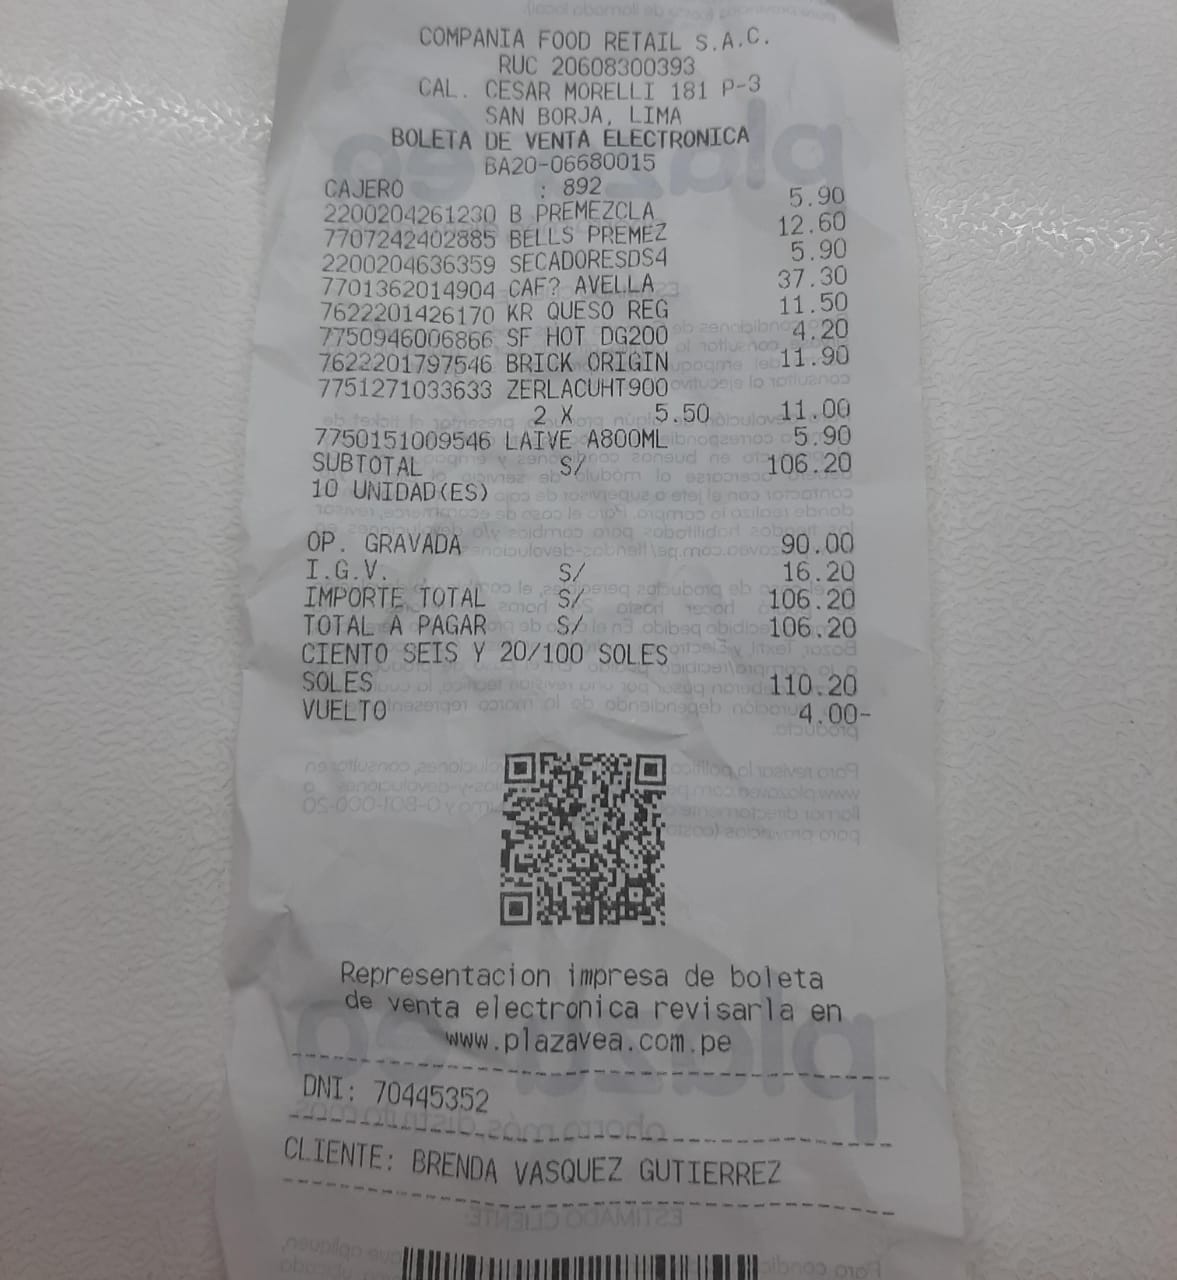 COMPANIA FOOD RETAIL S.A.C.
RUC 20608300393
CAL. CESAR MORELLI 181 P-3
SAN BORJA, LIMA
BOLETA DE VENTA ELECTRONICA
BA20-06680015
CAJERO : 892
2200204261230 B PREMEZCLA 5.90
7707242402885 BELLS PREMEZ 12.60
2200204636359 SECADORESDS4 5.90
7701362014904 CAF? AVELLA 37.30
7622201426170 KR QUESO REG 11.50
7750946006866 SF HOT DG200 4.20
7622201797546 BRICK ORIGIN 11.90
7751271033633 ZERLACUHT900
2 X 5.50 11.00
7750151009546 LAIVE A800ML 5.90
SUBTOTAL S/ 106.20
10 UNIDAD(ES)
OP. GRAVADA 90.00
I.G.V. S/ 16.20
IMPORTE TOTAL S/ 106.20
TOTAL A PAGAR S/ 106.20
CIENTO SEIS Y 20/100 SOLES
SOLES 110.20
VUELTO 4.00-
Representacion impresa de boleta
de venta electronica revisarla en
www.plazavea.com.pe
DNI: 70445352
CLIENTE: BRENDA VASQUEZ GUTIERREZ